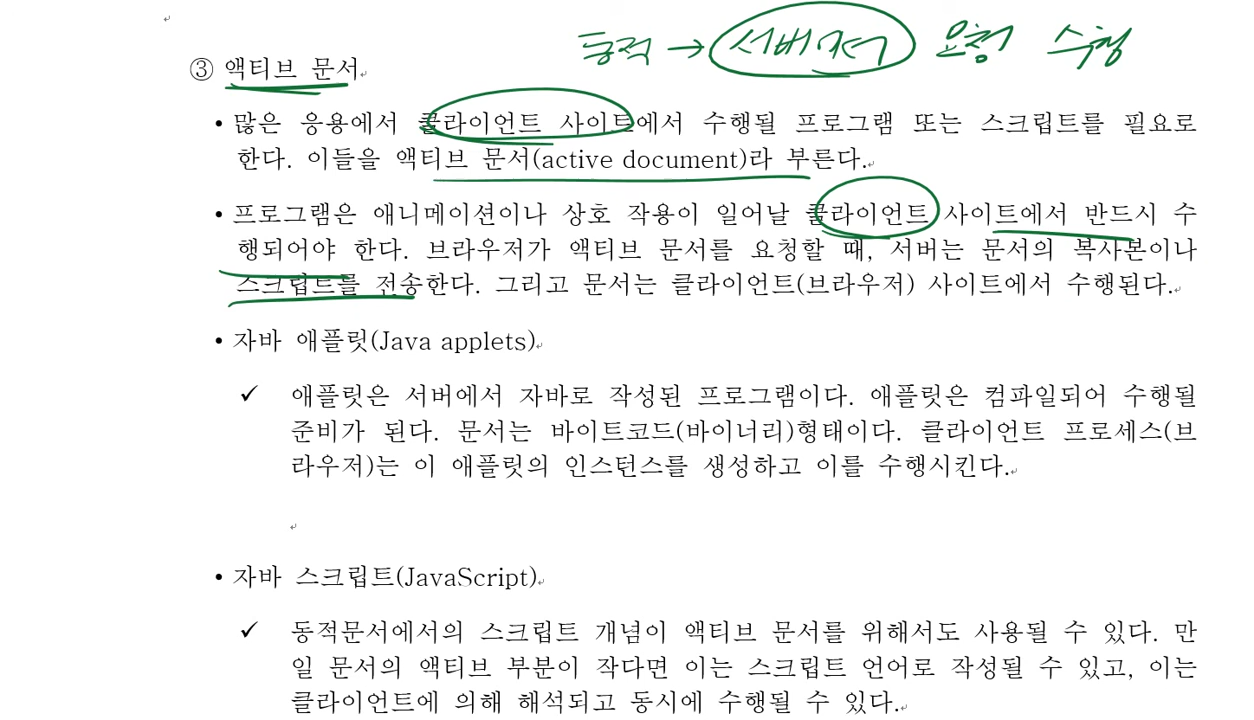 동적 → 서버에서 요청 수행
③ 액티브 문서
• 많은 응용에서 클라이언트 사이트에서 수행될 프로그램 또는 스크립트를 필요로
한다. 이들을 액티브 문서(active document)라 부른다.
• 프로그램은 애니메이션이나 상호 작용이 일어날 클라이언트 사이트에서 반드시 수
행되어야 한다. 브라우저가 액티브 문서를 요청할 때, 서버는 문서의 복사본이나
스크립트를 전송한다. 그리고 문서는 클라이언트(브라우저) 사이트에서 수행된다.
• 자바 애플릿(Java applets)
✓ 애플릿은 서버에서 자바로 작성된 프로그램이다. 애플릿은 컴파일되어 수행될
준비가 된다. 문서는 바이트코드(바이너리)형태이다. 클라이언트 프로세스(브
라우저)는 이 애플릿의 인스턴스를 생성하고 이를 수행시킨다.
• 자바 스크립트(JavaScript)
✓ 동적문서에서의 스크립트 개념이 액티브 문서를 위해서도 사용될 수 있다. 만
일 문서의 액티브 부분이 작다면 이는 스크립트 언어로 작성될 수 있고, 이는
클라이언트에 의해 해석되고 동시에 수행될 수 있다.